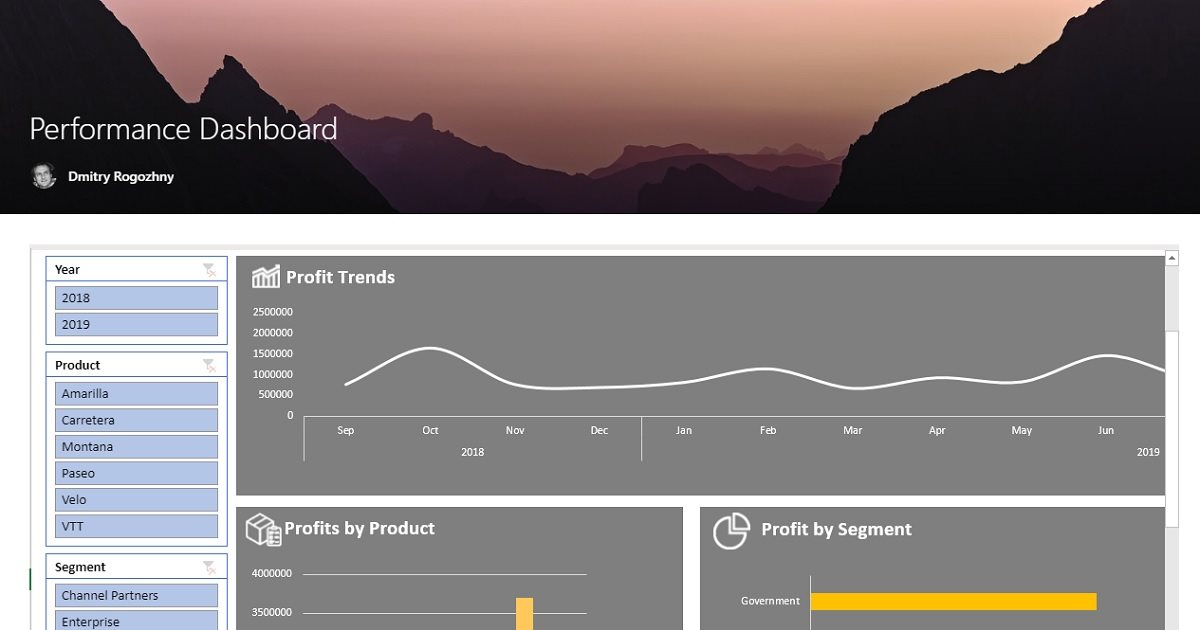 Performance Dashboard
Dmitry Rogozhny
Year
2018
2019
Product
Amarilla
Carretera
Montana
Paseo
Velo
VTT
Segment
Channel Partners
Enterprise
Profit Trends
2500000
2000000
1500000
1000000
500000
0
Sep Oct Nov Dec Jan Feb Mar Apr May Jun
2018 2019
Profits by Product
4000000
3500000
Profit by Segment
Government